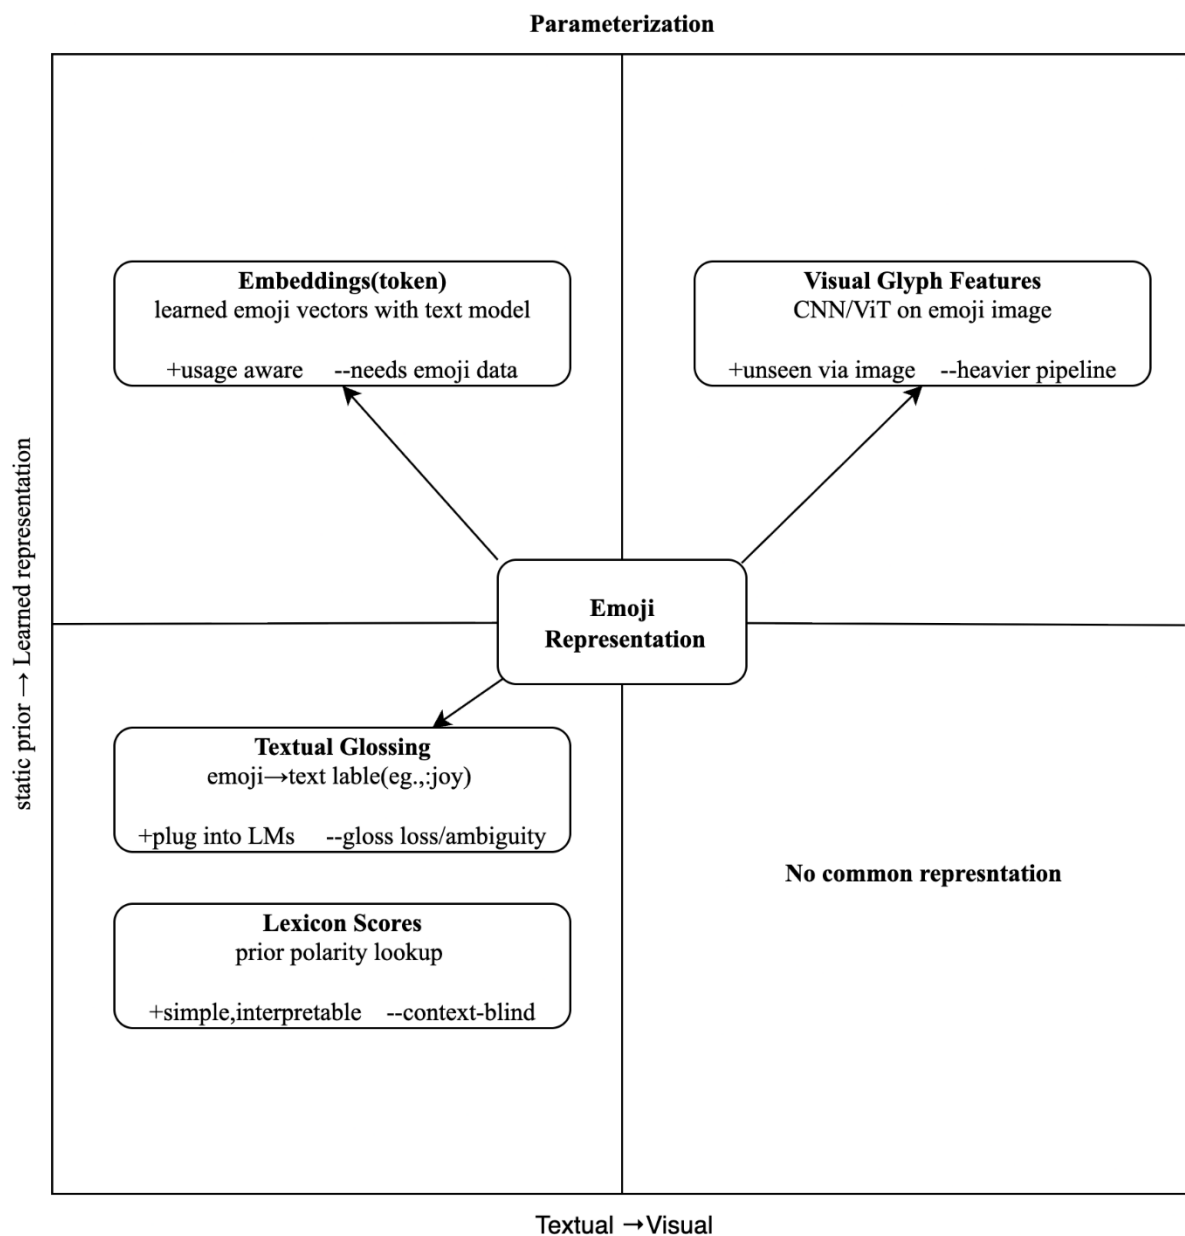 Parameterization
Embeddings(token)
learned emoji vectors with text model
+usage aware --needs emoji data
Visual Glyph Features
CNN/ViT on emoji image
+unseen via image --heavier pipeline
static prior → Learned representation
Emoji
Representation
Textual Glossing
emoji→text lable(eg.,:joy)
+plug into LMs --gloss loss/ambiguity
No common represntation
Lexicon Scores
prior polarity lookup
+simple,interpretable --context-blind
Textual →Visual